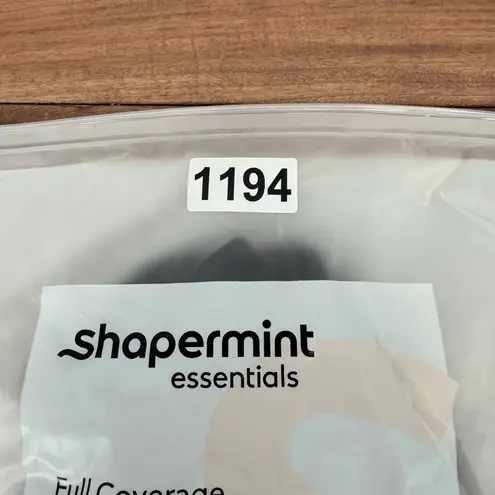 1194
Shapermint
essentials
Full Coverage